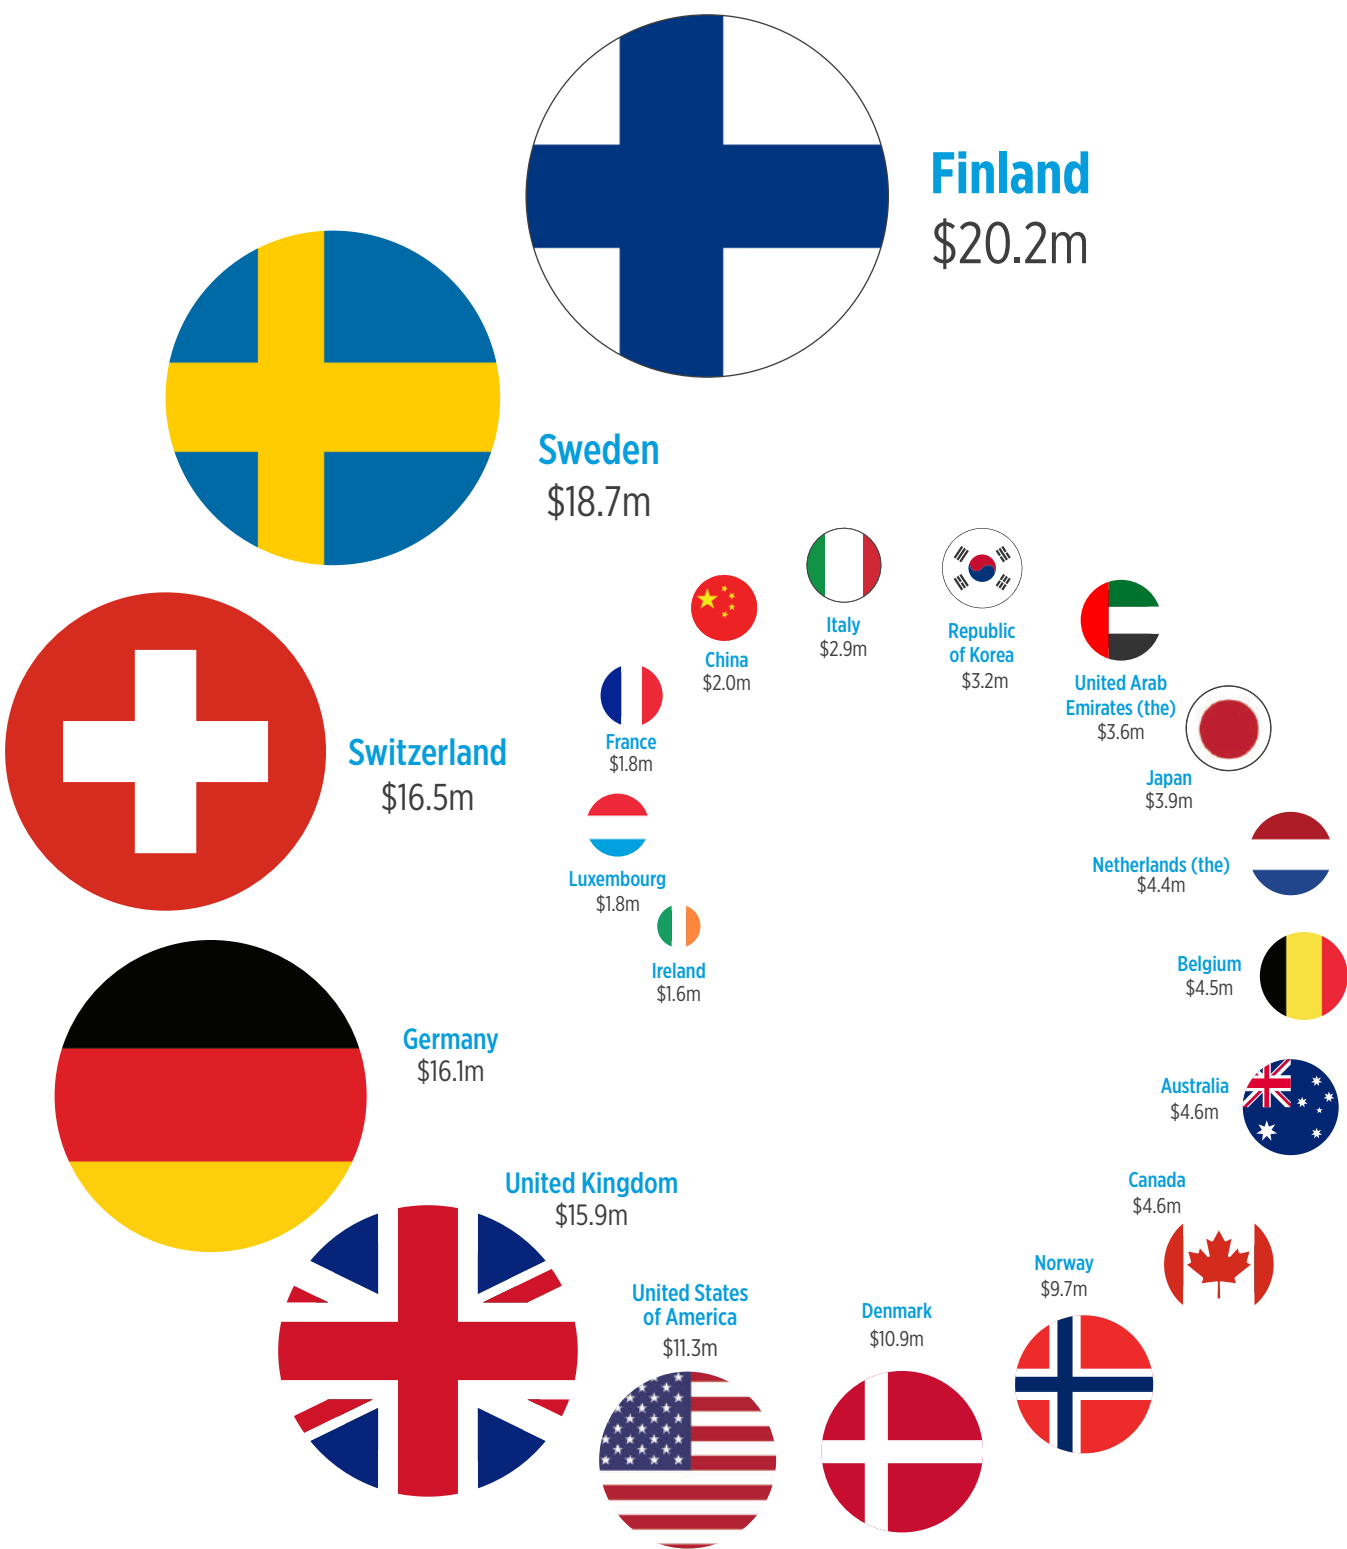 Finland
$20.2m
Sweden
$18.7m
Switzerland
$16.5m
Germany
$16.1m
United Kingdom
$15.9m
United States
of America
$11.3m
Denmark
$10.9m
Norway
$9.7m
Canada
$4.6m
Australia
$4.6m
Belgium
$4.5m
Netherlands (the)
$4.4m
Japan
$3.9m
United Arab
Emirates (the)
$3.6m
Republic
of Korea
$3.2m
Italy
$2.9m
China
$2.0m
France
$1.8m
Luxembourg
$1.8m
Ireland
$1.6m